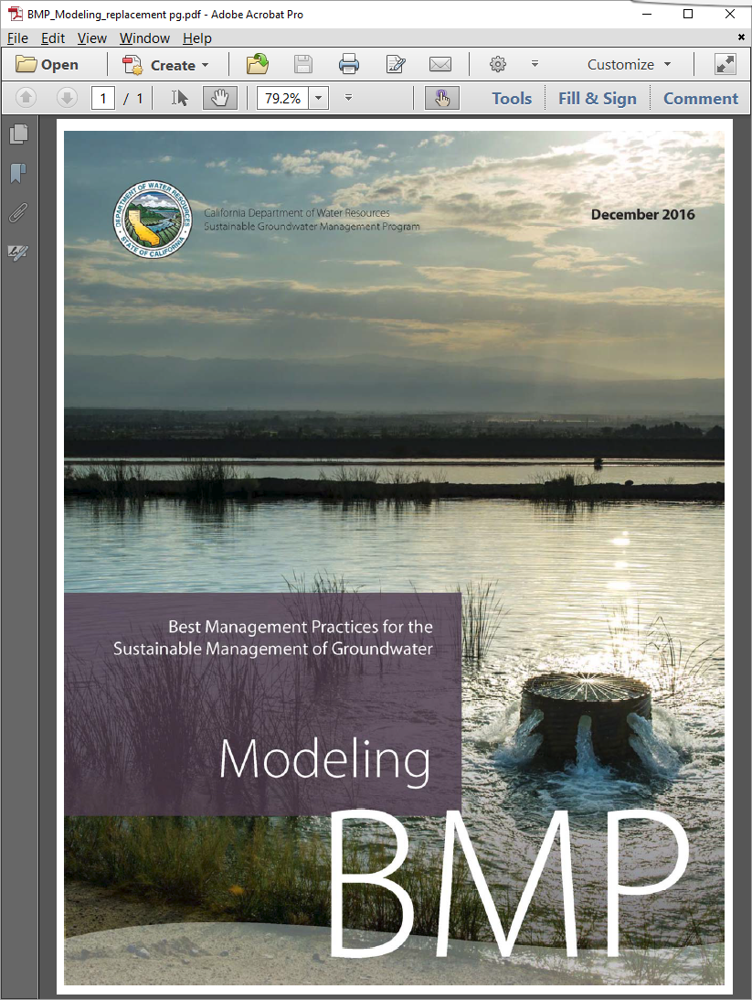 BMP_Modeling_replacement pg.pdf - Adobe Acrobat Pro
File Edit View Window Help
Open Create Customize
1 / 1 79.2% Tools Fill & Sign Comment
DEPARTMENT OF WATER RESOURCES
STATE OF CALIFORNIA
California Department of Water Resources
Sustainable Groundwater Management Program
December 2016
Best Management Practices for the
Sustainable Management of Groundwater
Modeling
BMP